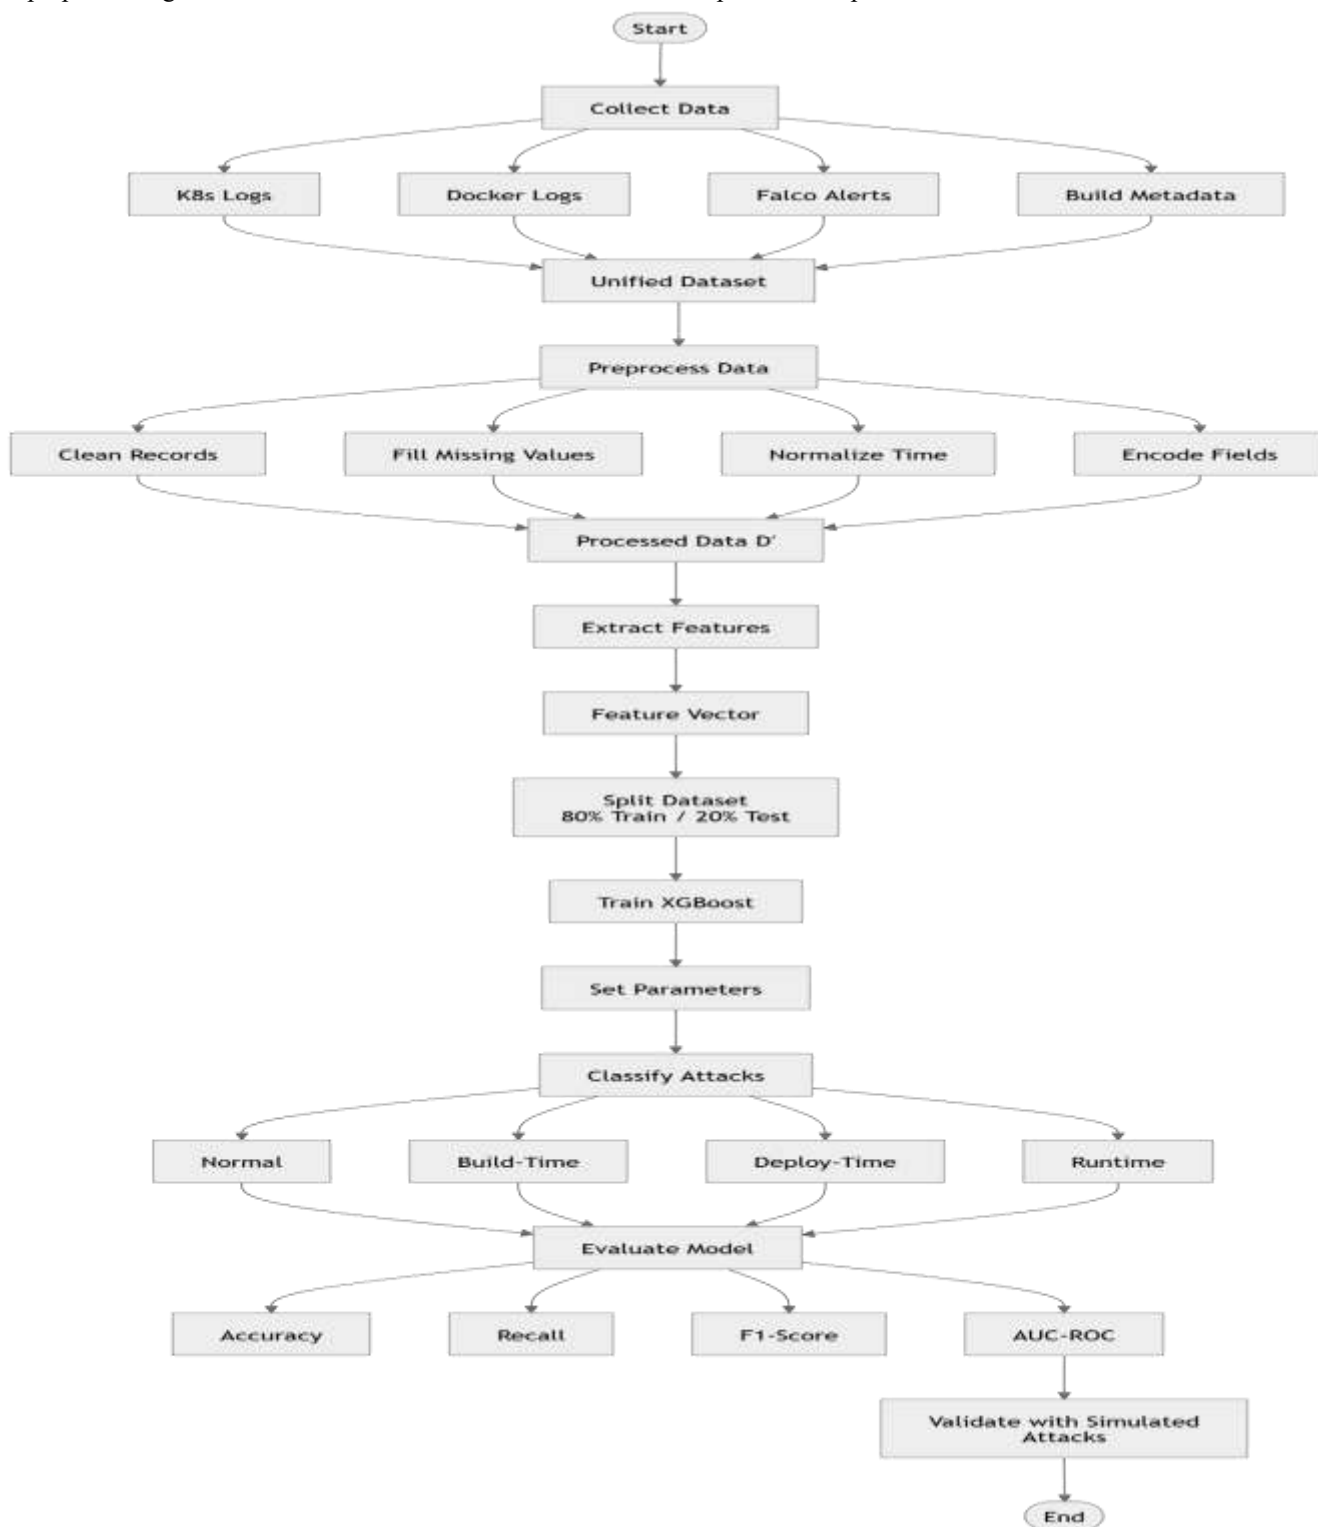 Start
Collect Data
K8s Logs
Docker Logs
Falco Alerts
Build Metadata
Unified Dataset
Preprocess Data
Clean Records
Fill Missing Values
Normalize Time
Encode Fields
Processed Data D'
Extract Features
Feature Vector
Split Dataset
80% Train / 20% Test
Train XGBoost
Set Parameters
Classify Attacks
Normal
Build-Time
Deploy-Time
Runtime
Evaluate Model
Accuracy
Recall
F1-Score
AUC-ROC
Validate with Simulated
Attacks
End